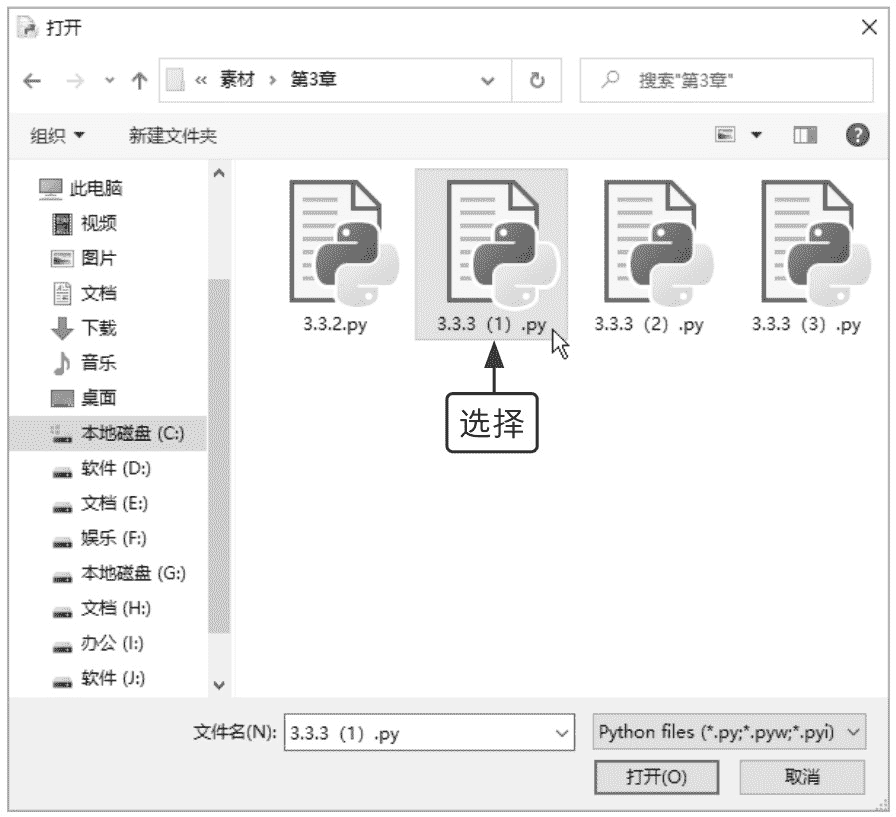 打开
« 素材 › 第3章
搜索"第3章"
组织
新建文件夹
此电脑
视频
图片
文档
下载
音乐
桌面
本地磁盘 (C:)
软件 (D:)
文档 (E:)
娱乐 (F:)
本地磁盘 (G:)
文档 (H:)
办公 (I:)
软件 (J:)
3.3.2.py
3.3.3（1）.py
3.3.3（2）.py
3.3.3（3）.py
选择
文件名(N):
3.3.3（1）.py
Python files (*.py;*.pyw;*.pyi)
打开(O)
取消